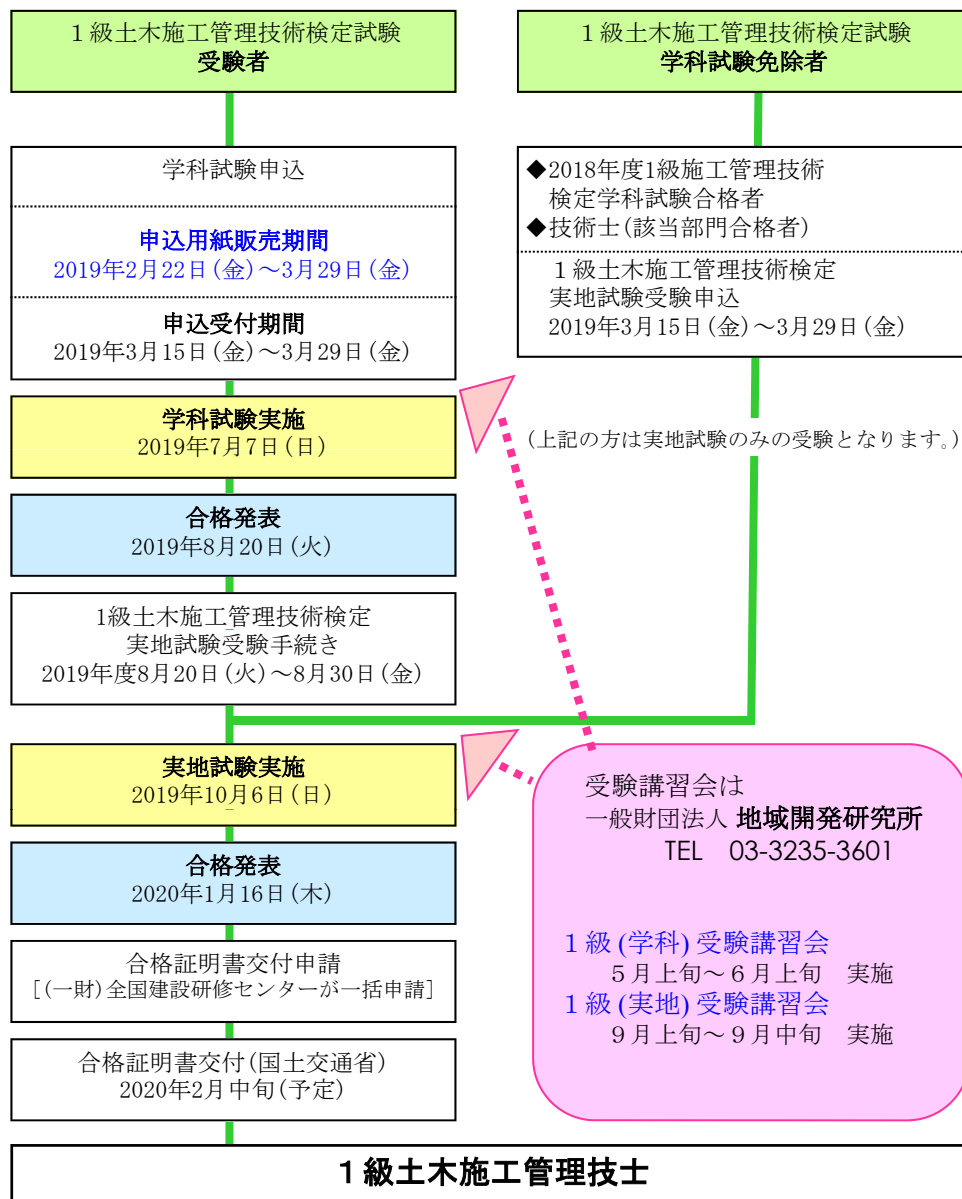 １級土木施工管理技術検定試験
受験者
学科試験申込
申込用紙販売期間
2019年2月22日(金)～3月29日(金)
申込受付期間
2019年3月15日(金)～3月29日(金)
学科試験実施
2019年7月7日(日)
合格発表
2019年8月20日(火)
1級土木施工管理技術検定
実地試験受験手続き
2019年度8月20日(火)～8月30日(金)
１級土木施工管理技術検定試験
学科試験免除者
◆2018年度1級施工管理技術
検定学科試験合格者
◆技術士(該当部門合格者)
１級土木施工管理技術検定
実地試験受験申込
2019年3月15日(金)～3月29日(金)
(上記の方は実地試験のみの受験となります。)
実地試験実施
2019年10月6日(日)
合格発表
2020年1月16日(木)
合格証明書交付申請
[(一財)全国建設研修センターが一括申請]
合格証明書交付(国土交通省)
2020年2月中旬(予定)
受験講習会は
一般財団法人 地域開発研究所
TEL　03-3235-3601
１級 (学科) 受験講習会
５月上旬～６月上旬　実施
１級 (実地) 受験講習会
９月上旬～９月中旬　実施
１級土木施工管理技士